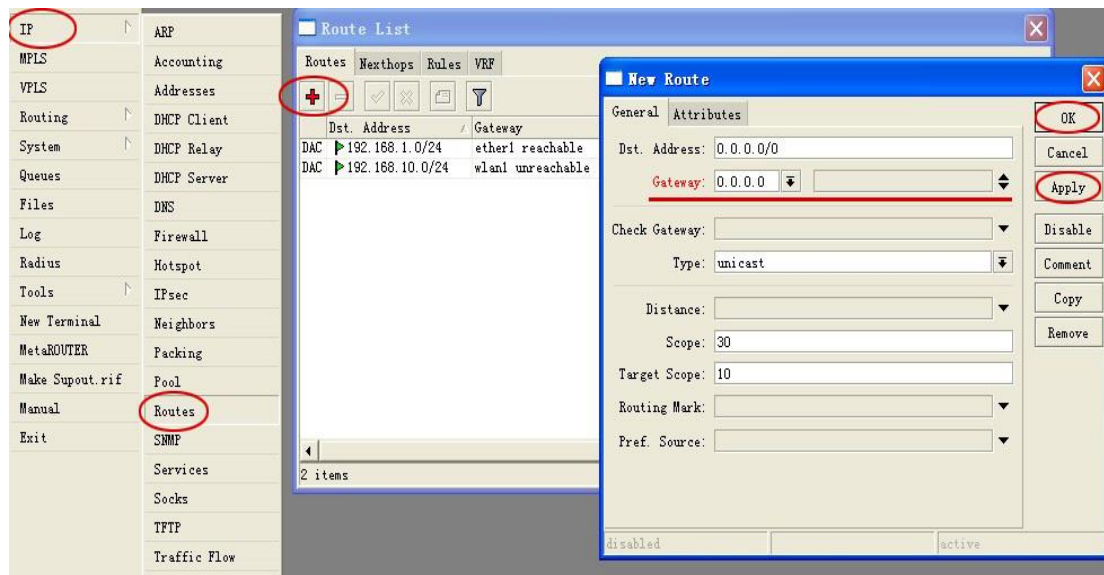 IP
MPLS
VPLS
Routing
System
Queues
Files
Log
Radius
Tools
New Terminal
MetaROUTER
Make Supout.rif
Manual
Exit
ARP
Accounting
Addresses
DHCP Client
DHCP Relay
DHCP Server
DNS
Firewall
Hotspot
IPsec
Neighbors
Packing
Pool
Routes
SNMP
Services
Socks
TFTP
Traffic Flow
Route List
Routes Nexthops Rules VRF
Dst. Address / Gateway
DAC 192.168.1.0/24 ether1 reachable
DAC 192.168.10.0/24 wlan1 unreachable
2 items
New Route
General Attributes
Dst. Address: 0.0.0.0/0
Gateway: 0.0.0.0
Check Gateway:
Type: unicast
Distance:
Scope: 30
Target Scope: 10
Routing Mark:
Pref. Source:
disabled active
OK
Cancel
Apply
Disable
Comment
Copy
Remove